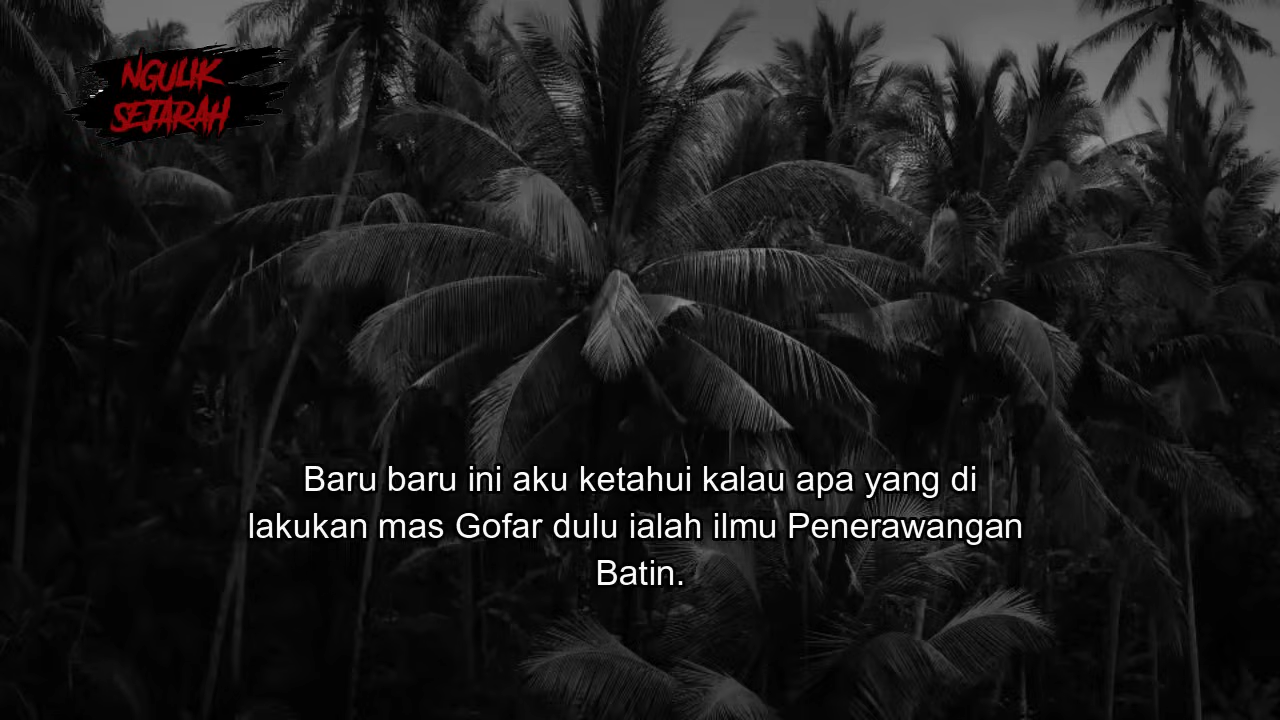 NGULIK
SEJARAH
Baru baru ini aku ketahui kalau apa yang di
lakukan mas Gofar dulu ialah ilmu Penerawangan
Batin.